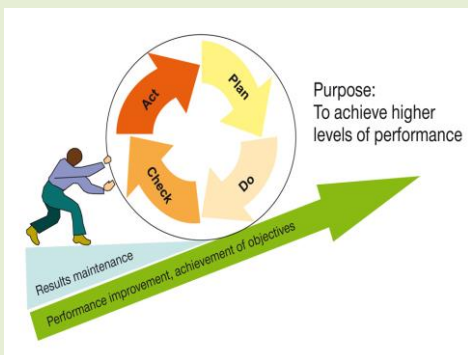 Act
Plan
Check
Do
Purpose:
To achieve higher
levels of performance
Results maintenance
Performance improvement, achievement of objectives